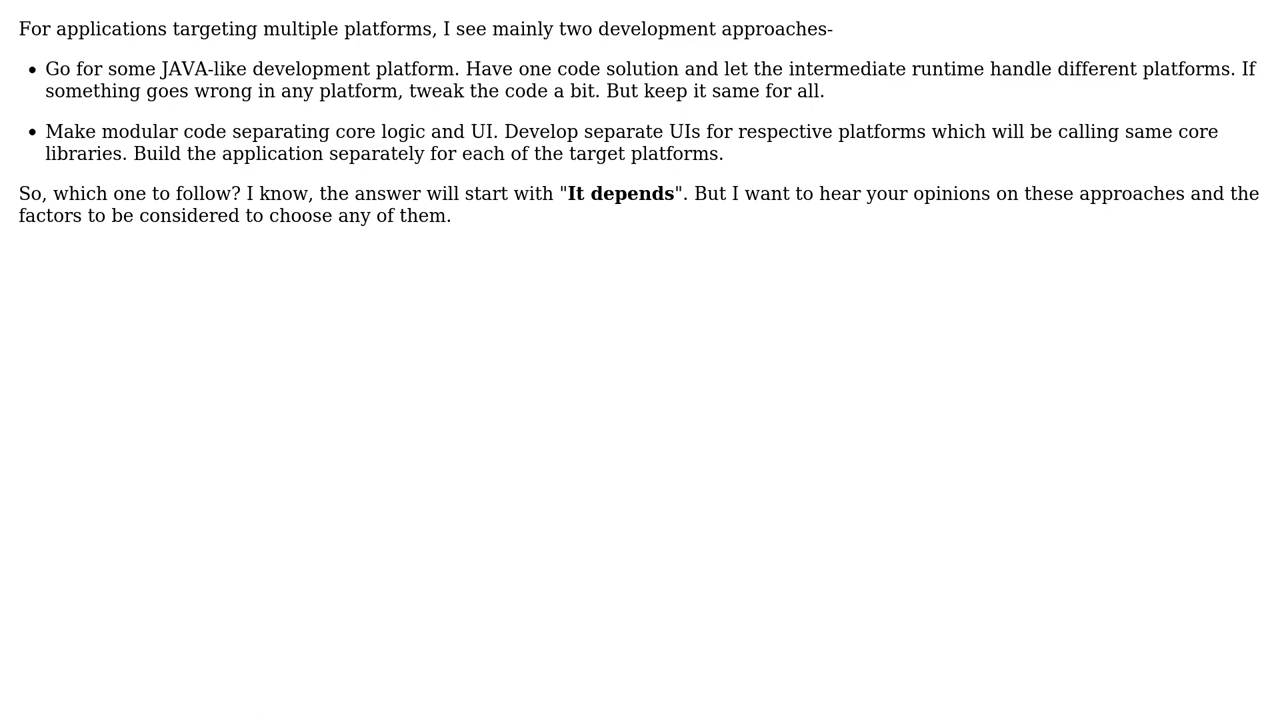 For applications targeting multiple platforms, I see mainly two development approaches-
• Go for some JAVA-like development platform. Have one code solution and let the intermediate runtime handle different platforms. If
something goes wrong in any platform, tweak the code a bit. But keep it same for all.
• Make modular code separating core logic and UI. Develop separate UIs for respective platforms which will be calling same core
libraries. Build the application separately for each of the target platforms.
So, which one to follow? I know, the answer will start with "It depends". But I want to hear your opinions on these approaches and the
factors to be considered to choose any of them.